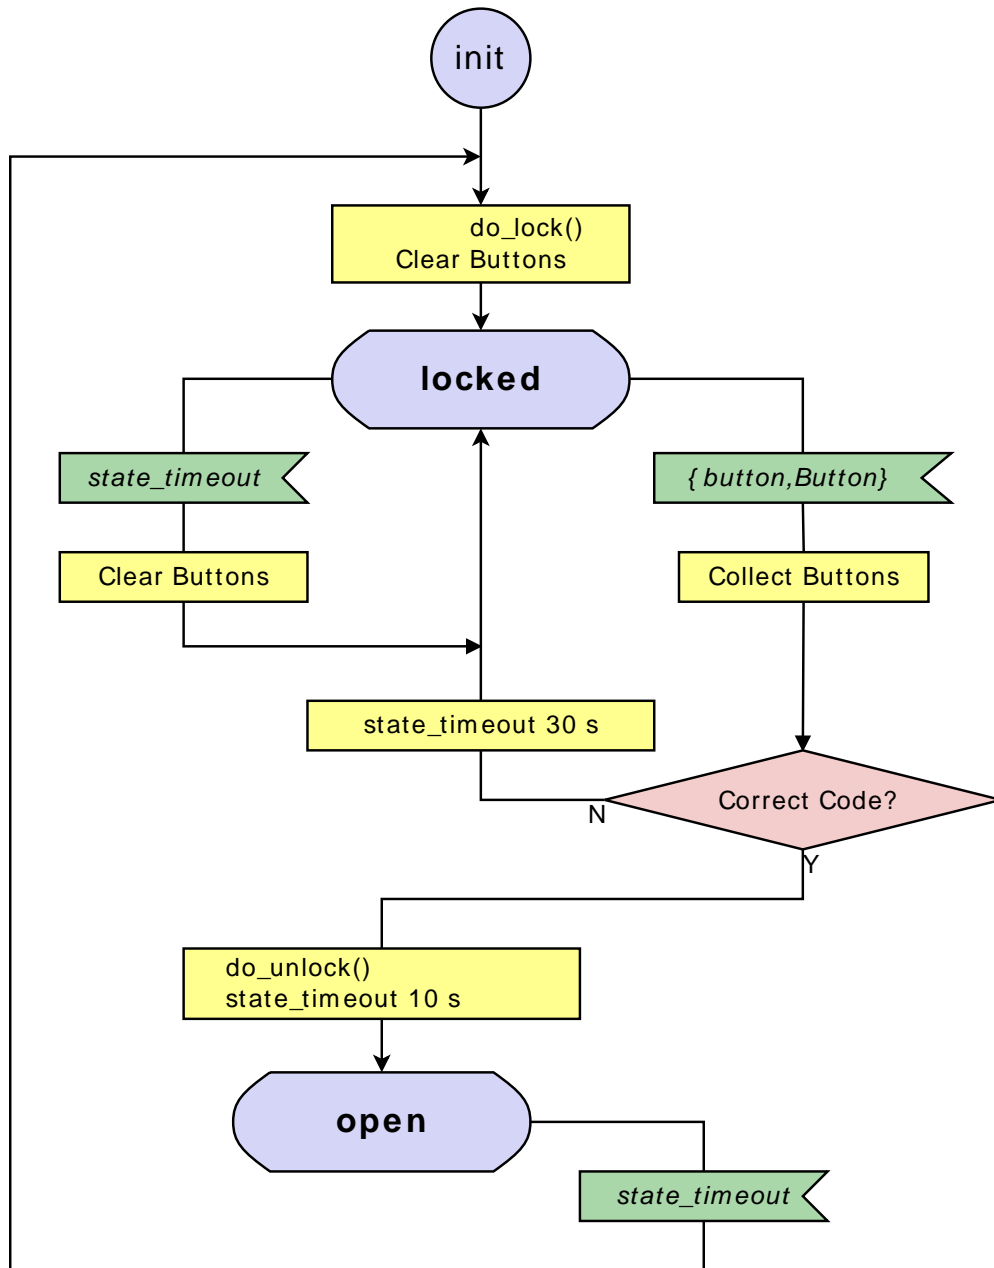 init
do_lock()
Clear Buttons
locked
state_timeout
{ button,Button}
Clear Buttons
Collect Buttons
state_timeout 30 s
Correct Code?
N
Y
do_unlock()
state_timeout 10 s
open
state_timeout